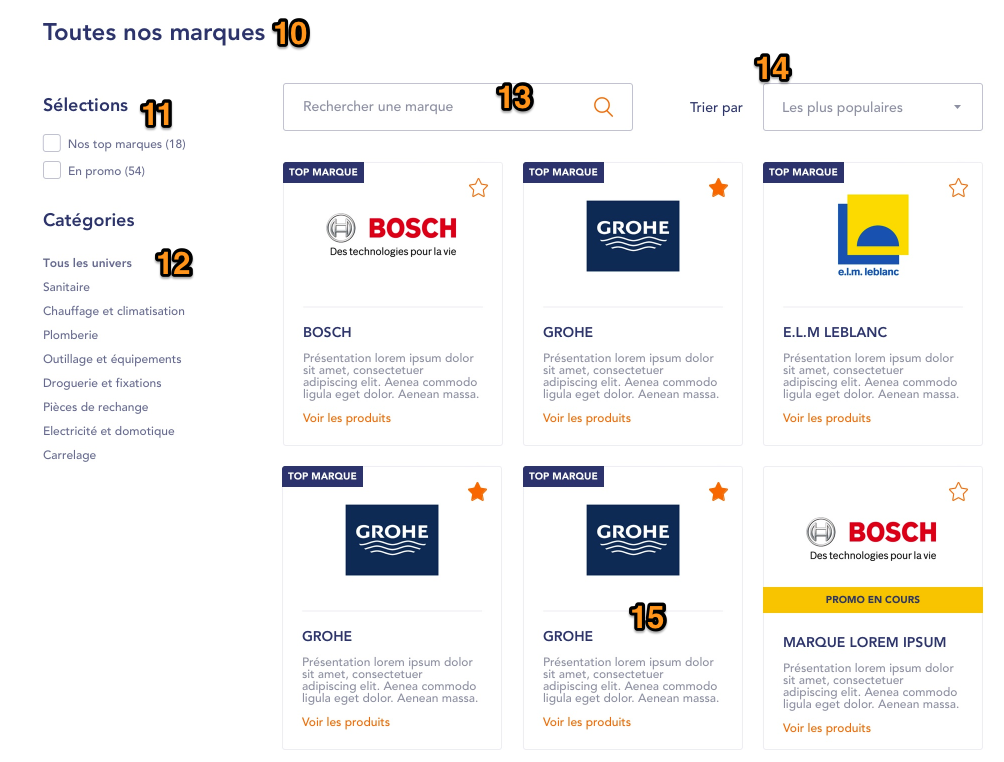 Toutes nos marques 10
Sélections 11
Nos top marques (18)
En promo (54)
Catégories
Tous les univers 12
Sanitaire
Chauffage et climatisation
Plomberie
Outillage et équipements
Droguerie et fixations
Pièces de rechange
Electricité et domotique
Carrelage
Rechercher une marque 13
Trier par
14
Les plus populaires
TOP MARQUE
BOSCH
Des technologies pour la vie
BOSCH
Présentation lorem ipsum dolor
sit amet, consectetuer
adipiscing elit. Aenea commodo
ligula eget dolor. Aenean massa.
Voir les produits
TOP MARQUE
GROHE
GROHE
Présentation lorem ipsum dolor
sit amet, consectetuer
adipiscing elit. Aenea commodo
ligula eget dolor. Aenean massa.
Voir les produits
TOP MARQUE
e.l.m. leblanc
E.L.M LEBLANC
Présentation lorem ipsum dolor
sit amet, consectetuer
adipiscing elit. Aenea commodo
ligula eget dolor. Aenean massa.
Voir les produits
TOP MARQUE
GROHE
GROHE
Présentation lorem ipsum dolor
sit amet, consectetuer
adipiscing elit. Aenea commodo
ligula eget dolor. Aenean massa.
Voir les produits
TOP MARQUE
GROHE
15
GROHE
Présentation lorem ipsum dolor
sit amet, consectetuer
adipiscing elit. Aenea commodo
ligula eget dolor. Aenean massa.
Voir les produits
BOSCH
Des technologies pour la vie
PROMO EN COURS
MARQUE LOREM IPSUM
Présentation lorem ipsum dolor
sit amet, consectetuer
adipiscing elit. Aenea commodo
ligula eget dolor. Aenean massa.
Voir les produits